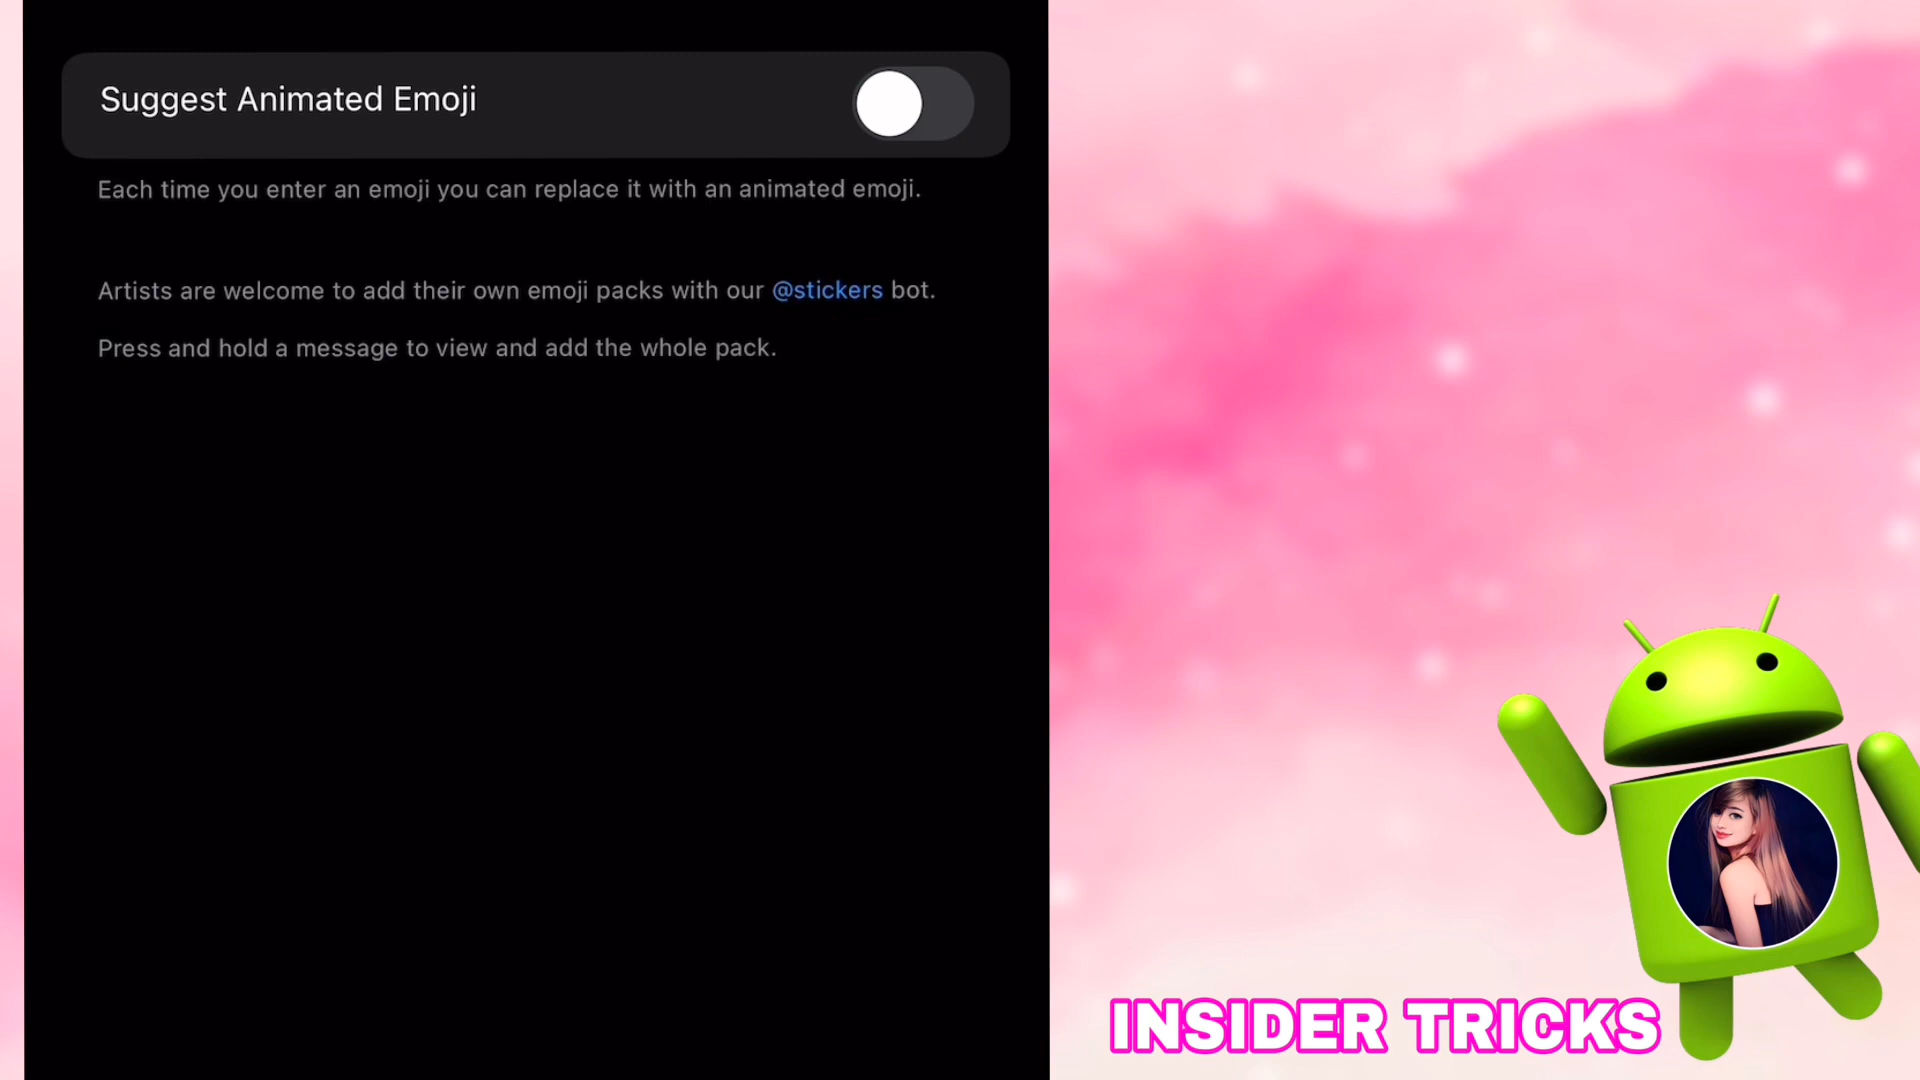 Suggest Animated Emoji
Each time you enter an emoji you can replace it with an animated emoji.
Artists are welcome to add their own emoji packs with our @stickers bot.
Press and hold a message to view and add the whole pack.
INSIDER TRICKS